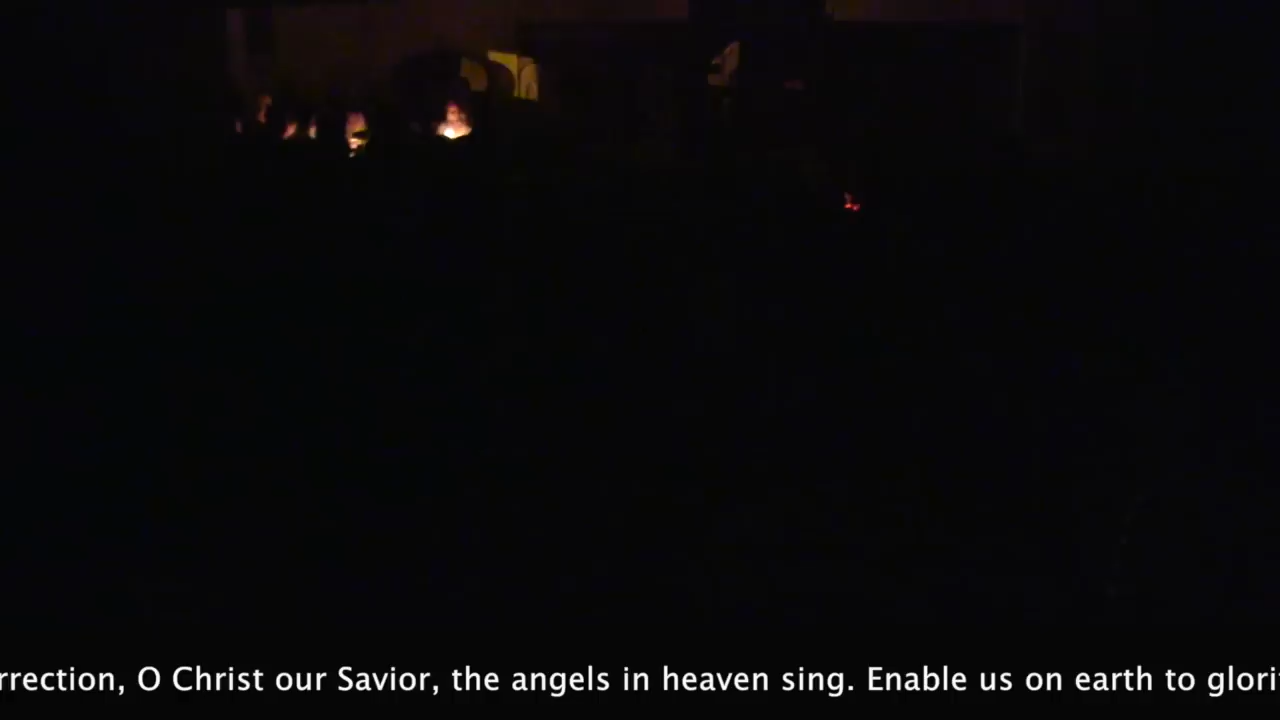 rrection, O Christ our Savior, the angels in heaven sing. Enable us on earth to glori